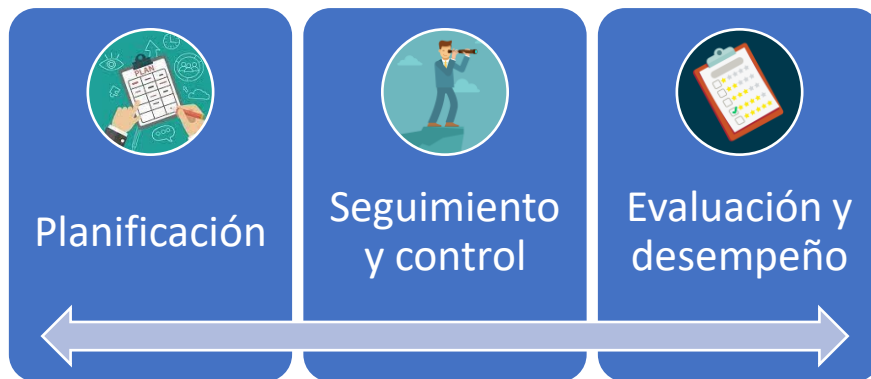 PLAN
Planificación
Seguimiento
y control
Evaluación y
desempeño